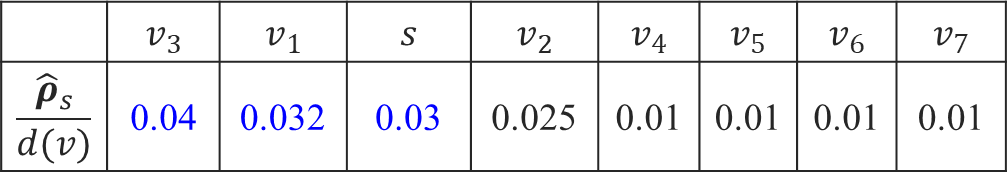 v₃ v₁ s v₂ v₄ v₅ v₆ v₇
ρ̂ₛ/d(v) 0.04 0.032 0.03 0.025 0.01 0.01 0.01 0.01